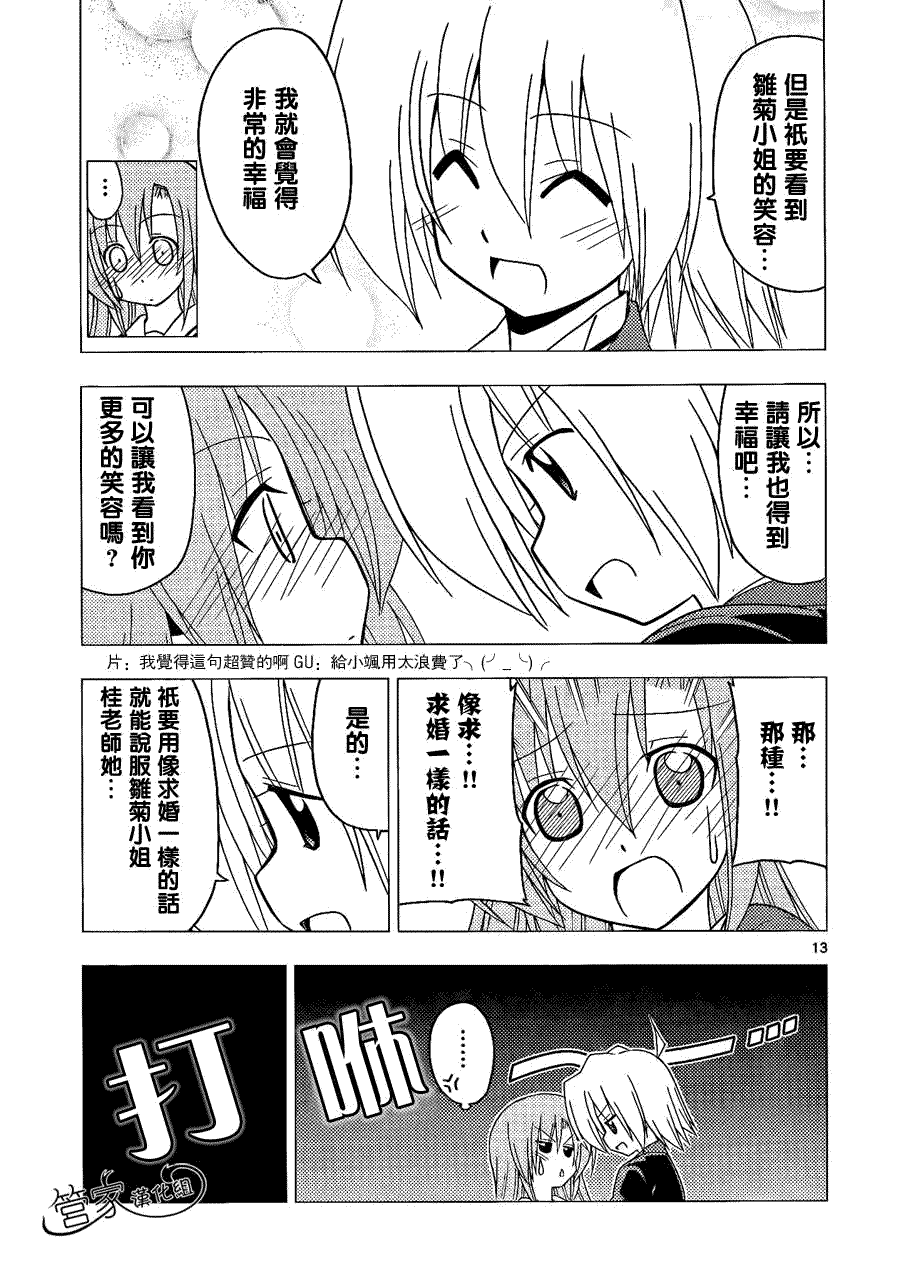 但是衹要看到
雛菊小姐的笑容…
我就會覺得
非常的幸福
…
所以…
請讓我也得到
幸福吧…
可以讓我看到你
更多的笑容嗎？
片：我覺得這句超贊的啊 GU：給小颯用太浪費了╮(╯_╰)╭
那…
那種…!!
像求…!!
求婚一樣的話…!!
是的…
衹要用像求婚一樣的話
就能說服雛菊小姐
桂老師她…
13
……
咻
打
管家
漢化組